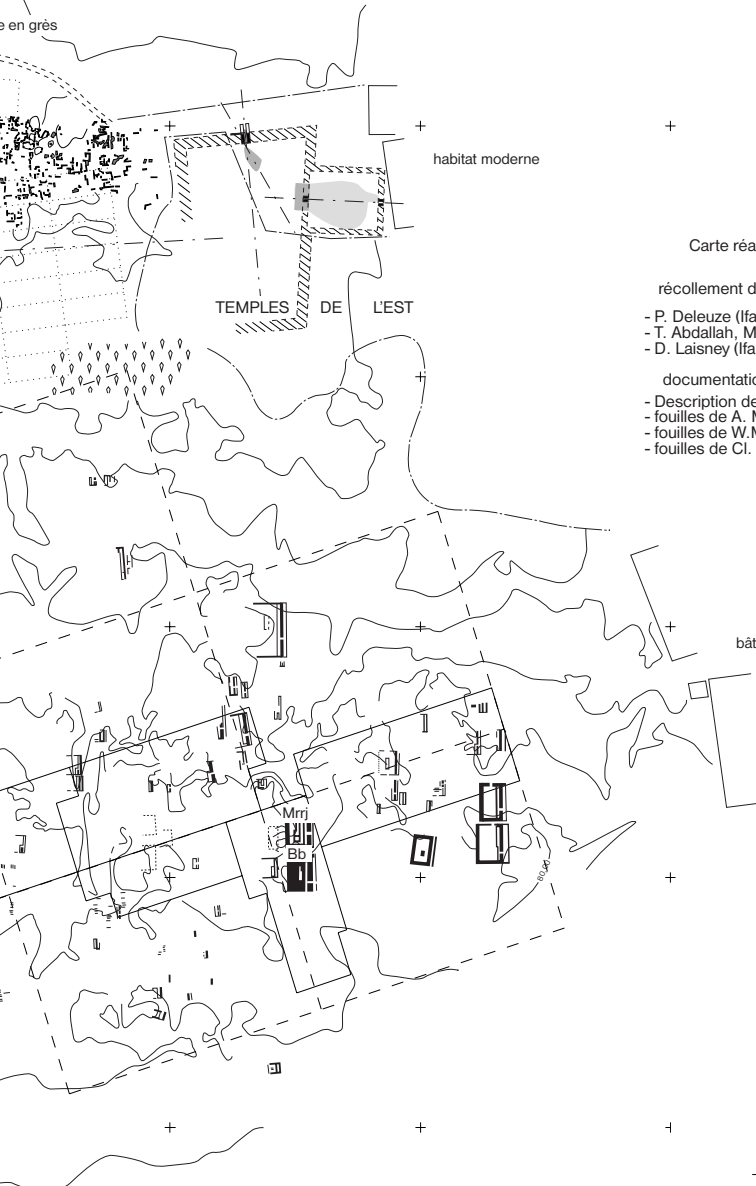 e en grès
habitat moderne
Carte réa
récollement d
TEMPLES DE L'EST
- P. Deleuze (Ifa
- T. Abdallah, M
- D. Laisney (Ifa
documentatio
- Description de
- fouilles de A. M
- fouilles de W.M
- fouilles de Cl.
bât
Mrrj
Bb
80,00